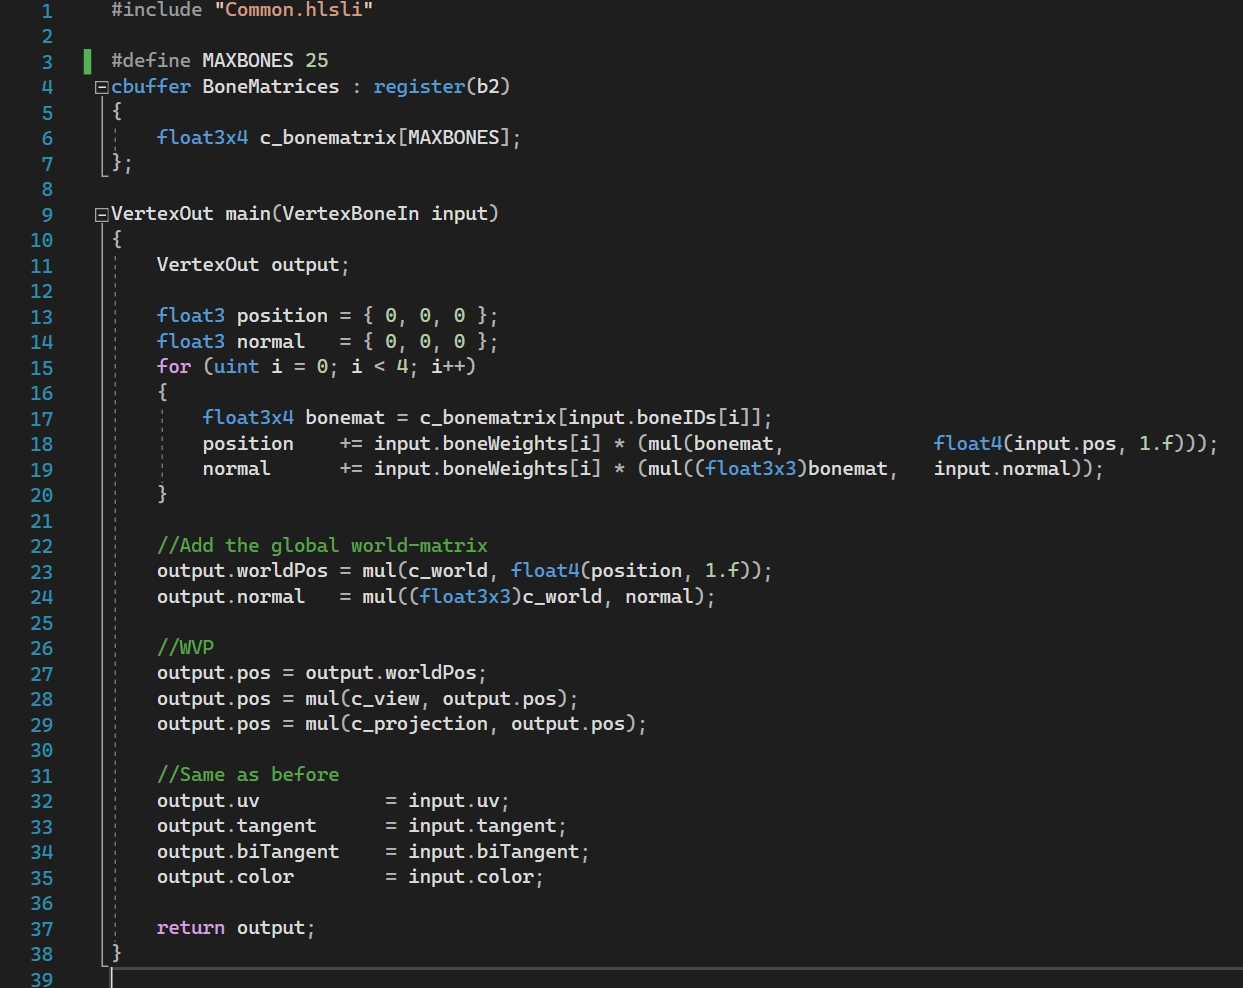 1 #include "Common.hlsli"
2
3 #define MAXBONES 25
4 cbuffer BoneMatrices : register(b2)
5 {
6 float3x4 c_bonematrix[MAXBONES];
7 };
8
9 VertexOut main(VertexBoneIn input)
10 {
11 VertexOut output;
12
13 float3 position = { 0, 0, 0 };
14 float3 normal   = { 0, 0, 0 };
15 for (uint i = 0; i < 4; i++)
16 {
17 float3x4 bonemat = c_bonematrix[input.boneIDs[i]];
18 position    += input.boneWeights[i] * (mul(bonemat,             float4(input.pos, 1.f)));
19 normal      += input.boneWeights[i] * (mul((float3x3)bonemat,   input.normal));
20 }
21
22 //Add the global world-matrix
23 output.worldPos = mul(c_world, float4(position, 1.f));
24 output.normal   = mul((float3x3)c_world, normal);
25
26 //WVP
27 output.pos = output.worldPos;
28 output.pos = mul(c_view, output.pos);
29 output.pos = mul(c_projection, output.pos);
30
31 //Same as before
32 output.uv           = input.uv;
33 output.tangent      = input.tangent;
34 output.biTangent    = input.biTangent;
35 output.color        = input.color;
36
37 return output;
38 }
39